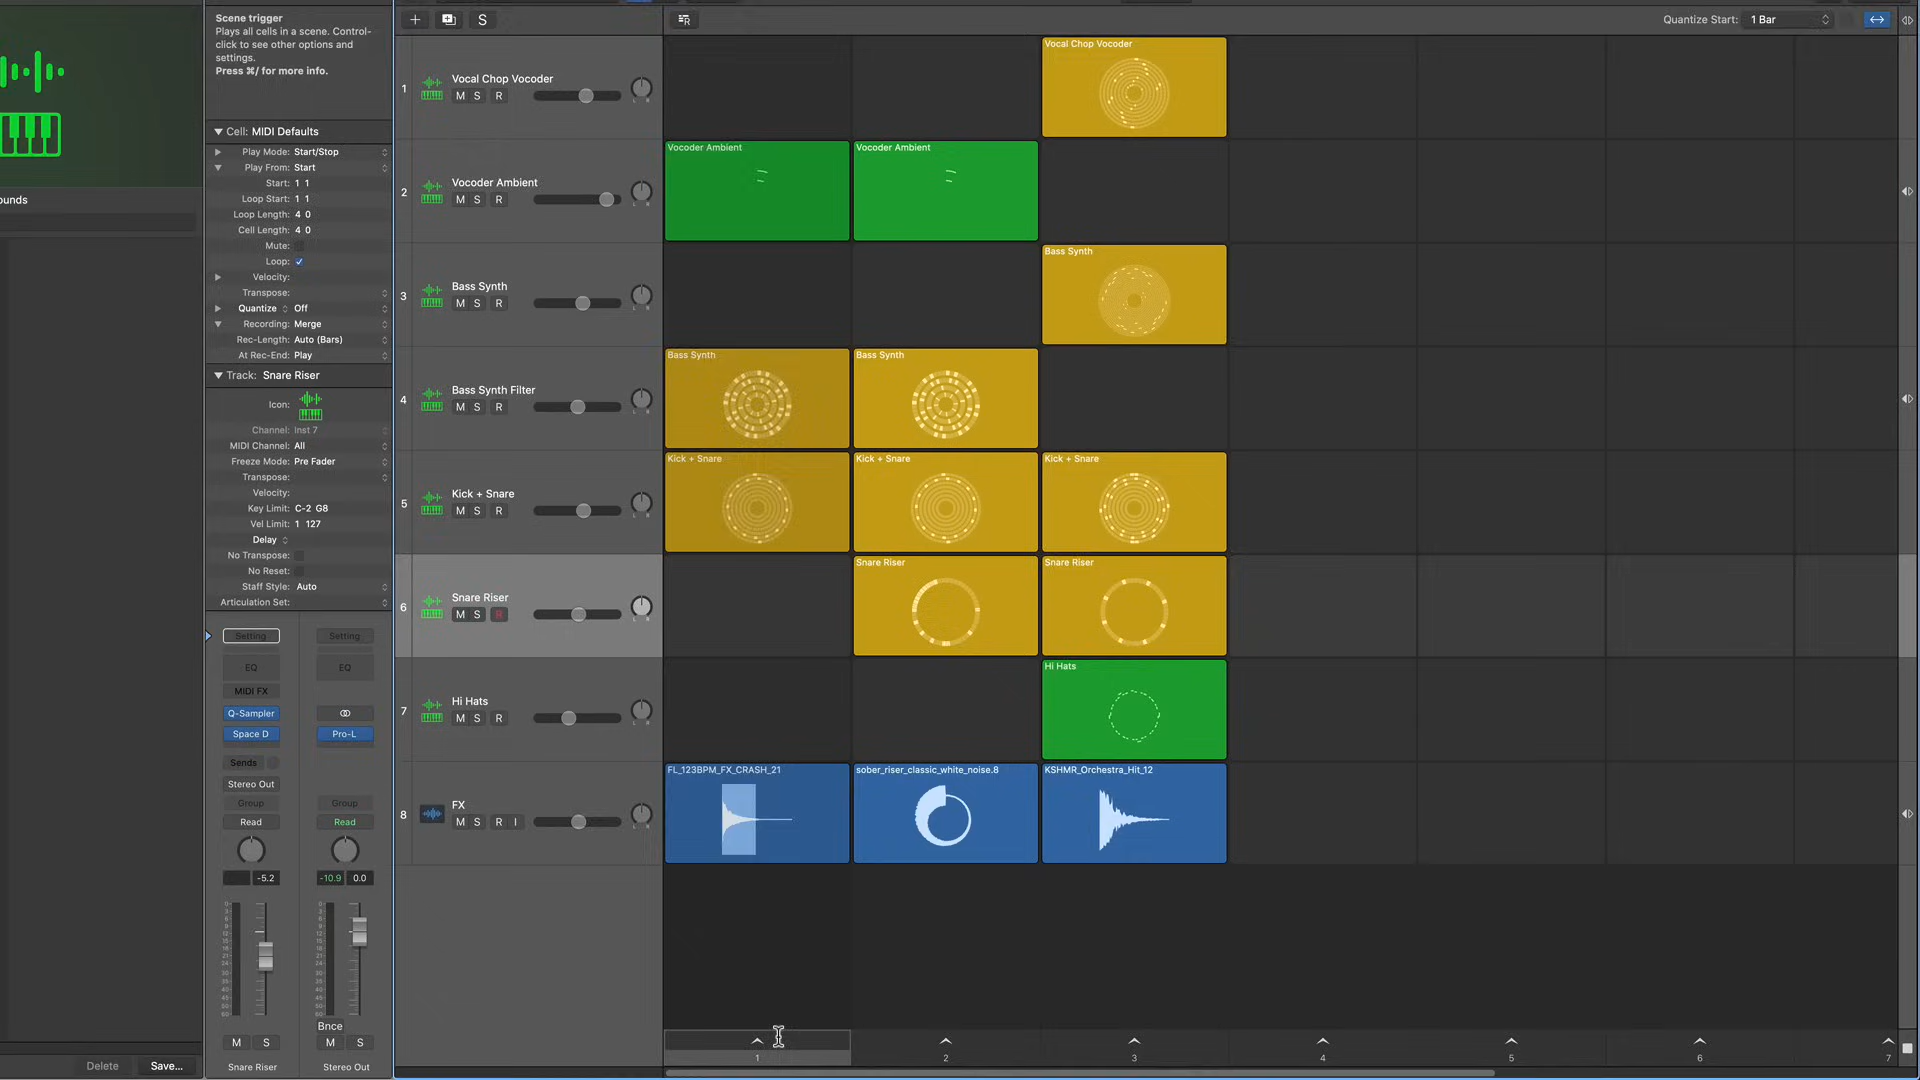 Scene trigger
Plays all cells in a scene. Control-
click to see other options and
settings.
Press ⌘/ for more info.
ounds
Cell: MIDI Defaults
Play Mode: Start/Stop
Play From: Start
Start: 1 1
Loop Start: 1 1
Loop Length: 4 0
Cell Length: 4 0
Mute:
Loop:
Velocity:
Transpose:
Quantize Off
Recording: Merge
Rec-Length: Auto (Bars)
At Rec-End: Play
Track: Snare Riser
Icon:
Channel: Inst 7
MIDI Channel: All
Freeze Mode: Pre Fader
Transpose:
Velocity:
Key Limit: C-2 G8
Vel Limit: 1 127
Delay
No Transpose:
No Reset:
Staff Style: Auto
Articulation Set:
Setting Setting
EQ EQ
MIDI FX
Q-Sampler
Space D Pro-L
Sends
Stereo Out
Group Group
Read Read
-5.2 -10.9 0.0
Bnce
M S M S
Snare Riser Stereo Out
Delete Save...
S
Quantize Start: 1 Bar
1 Vocal Chop Vocoder
M S R
2 Vocoder Ambient
M S R
3 Bass Synth
M S R
4 Bass Synth Filter
M S R
5 Kick + Snare
M S R
6 Snare Riser
M S R
7 Hi Hats
M S R
8 FX
M S R I
Vocal Chop Vocoder
Vocoder Ambient Vocoder Ambient
Bass Synth
Bass Synth Bass Synth
Kick + Snare Kick + Snare Kick + Snare
Snare Riser Snare Riser
Hi Hats
FL_123BPM_FX_CRASH_21 sober_riser_classic_white_noise.8 KSHMR_Orchestra_Hit_12
1 2 3 4 5 6 7